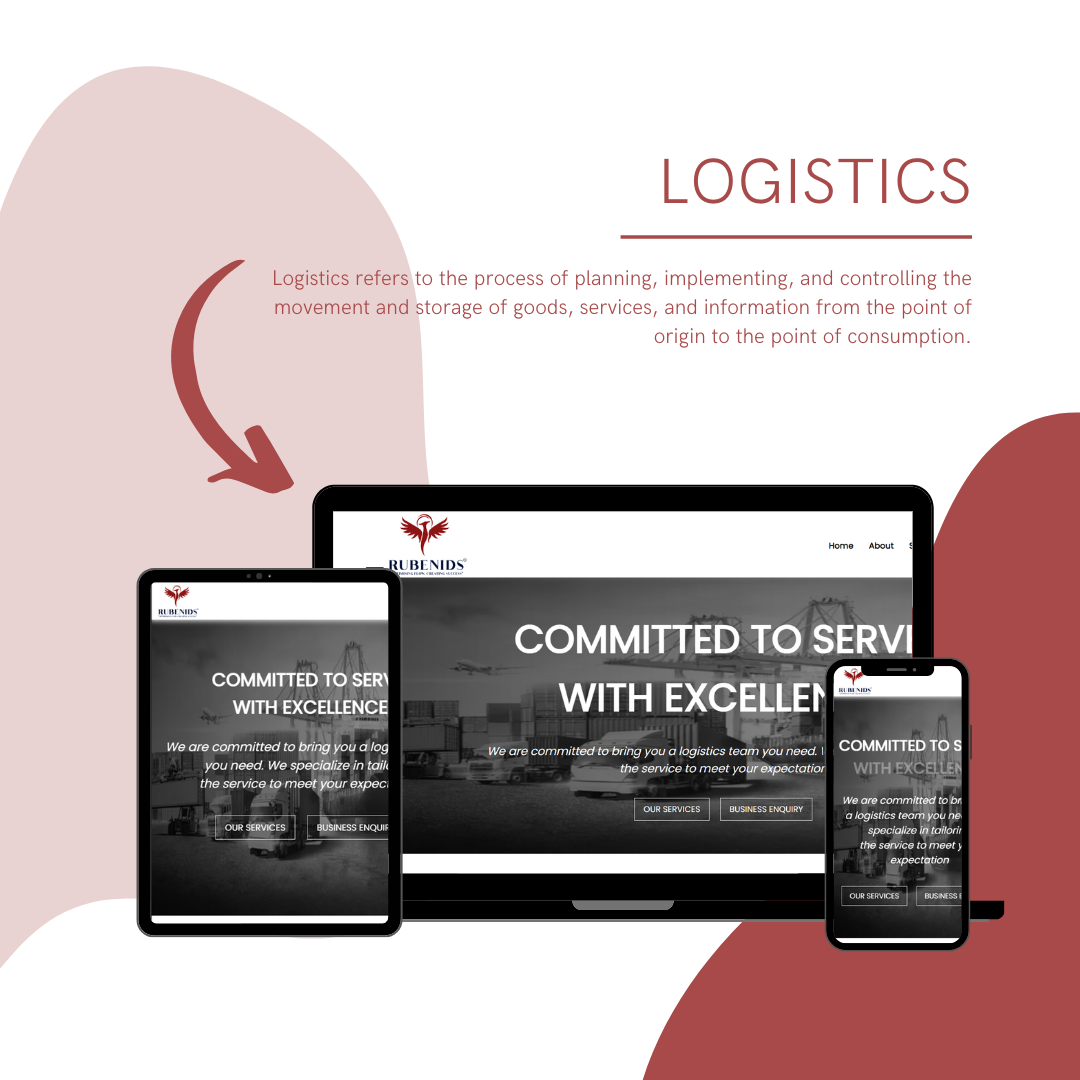 LOGISTICS
Logistics refers to the process of planning, implementing, and controlling the
movement and storage of goods, services, and information from the point of
origin to the point of consumption.
RUBENIDS
Home About
COMMITTED TO SERVI
WITH EXCELLEN
We are committed to bring you a logistics team you need.
the service to meet your expectation
OUR SERVICES BUSINESS ENQUIRY
RUBENIDS
COMMITTED TO SERV
WITH EXCELLENCE
We are committed to bring you a log
you need. We specialize in tailo
the service to meet your expect
OUR SERVICES BUSINESS ENQUIR
RUBENIDS
COMMITTED TO S
WITH EXCELLEN
We are committed to br
a logistics team you nee
specialize in tailorin
the service to meet y
expectation
OUR SERVICES BUSINESS E